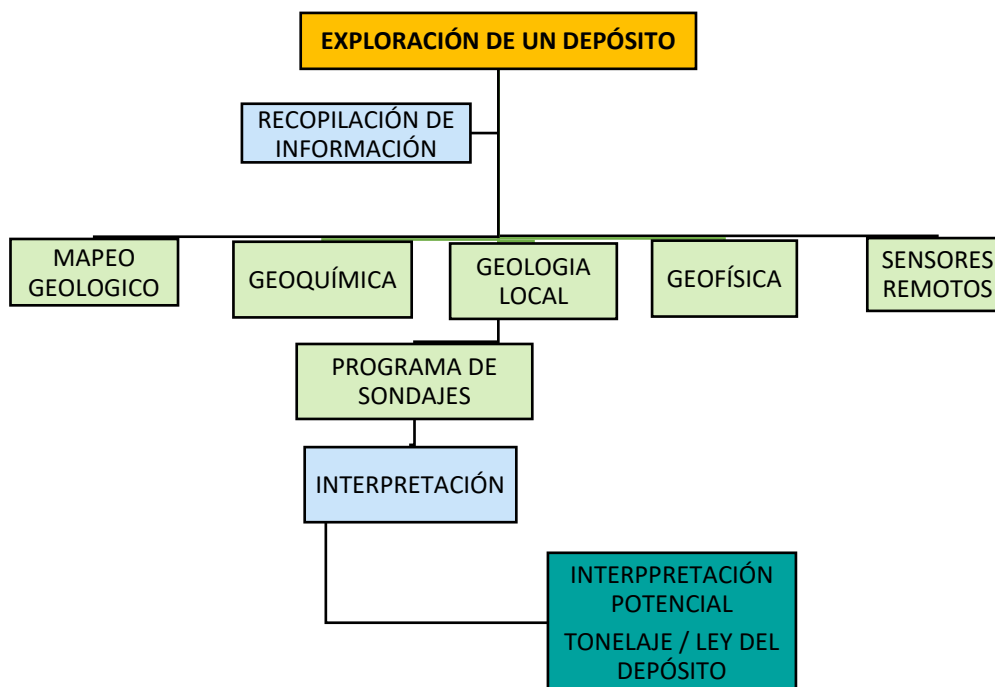 EXPLORACIÓN DE UN DEPÓSITO
RECOPILACIÓN DE
INFORMACIÓN
MAPEO
GEOLOGICO
GEOQUÍMICA
GEOLOGIA
LOCAL
GEOFÍSICA
SENSORES
REMOTOS
PROGRAMA DE
SONDAJES
INTERPRETACIÓN
INTERPPRETACIÓN
POTENCIAL
TONELAJE / LEY DEL
DEPÓSITO